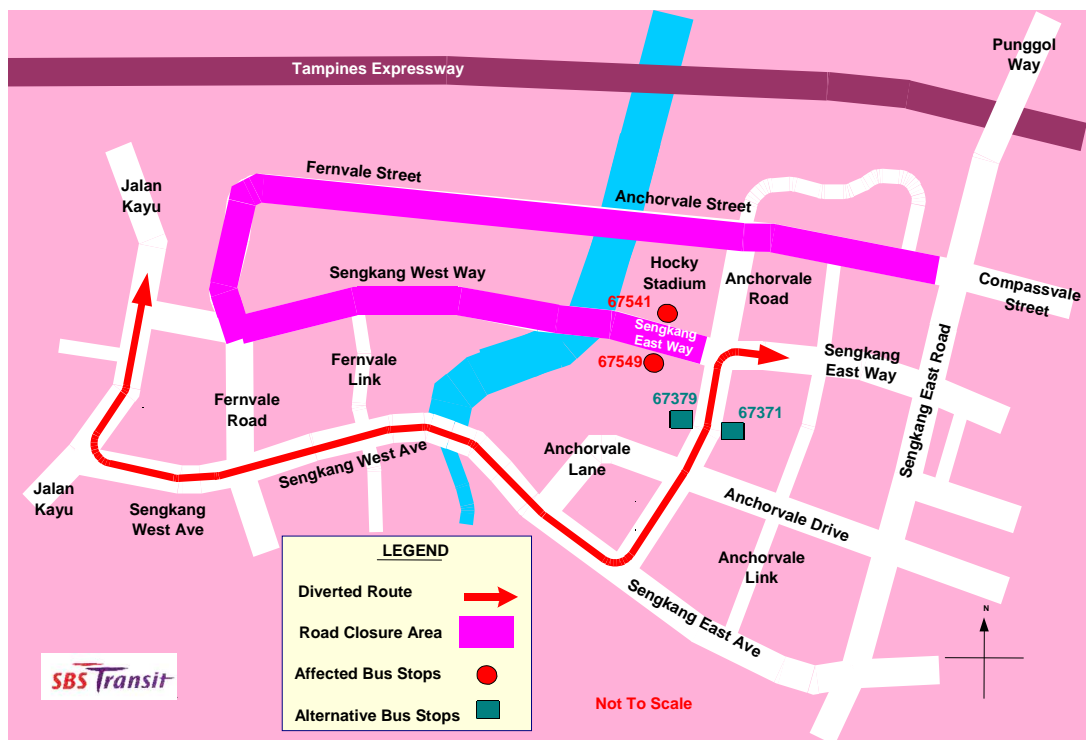 Punggol
Way
Tampines Expressway
Fernvale Street
Jalan
Kayu
Anchorvale Street
Hocky
Stadium
Sengkang West Way
Anchorvale
Road
Compassvale
Street
67541
Sengkang
East Way
67549
Fernvale
Link
Sengkang
East Way
Sengkang East Road
Fernvale
Road
67379
67371
Anchorvale
Lane
Sengkang West Ave
Jalan
Kayu
Sengkang
West Ave
Anchorvale Drive
Anchorvale
Link
Sengkang East Ave
LEGEND
Diverted Route
Road Closure Area
Affected Bus Stops
Alternative Bus Stops
N
SBS Transit
Not To Scale